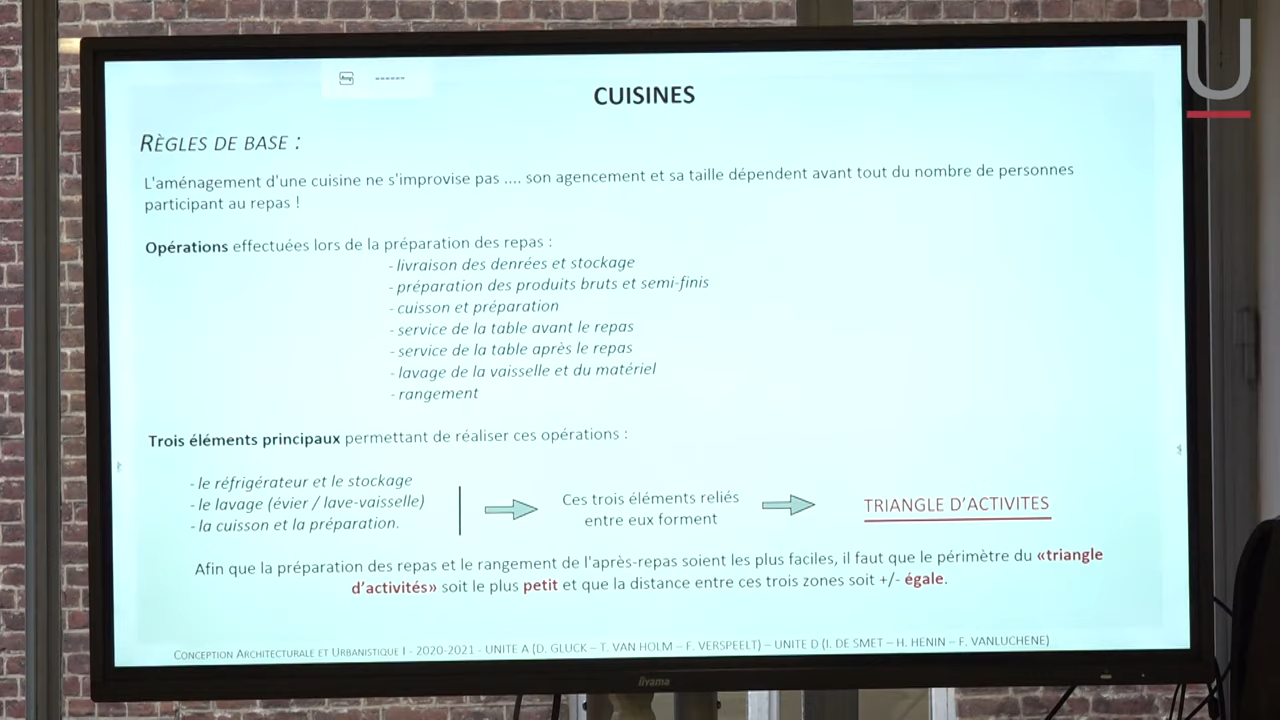 U
CUISINES
RÈGLES DE BASE :
L'aménagement d'une cuisine ne s'improvise pas .... son agencement et sa taille dépendent avant tout du nombre de personnes
participant au repas !
Opérations effectuées lors de la préparation des repas :
- livraison des denrées et stockage
- préparation des produits bruts et semi-finis
- cuisson et préparation
- service de la table avant le repas
- service de la table après le repas
- lavage de la vaisselle et du matériel
- rangement
Trois éléments principaux permettant de réaliser ces opérations :
- le réfrigérateur et le stockage
- le lavage (évier / lave-vaisselle)
- la cuisson et la préparation.
Ces trois éléments reliés
entre eux forment
TRIANGLE D'ACTIVITES
Afin que la préparation des repas et le rangement de l'après-repas soient les plus faciles, il faut que le périmètre du «triangle
d'activités» soit le plus petit et que la distance entre ces trois zones soit +/- égale.
CONCEPTION ARCHITECTURALE ET URBANISTIQUE I - 2020-2021 - UNITE A (D. GLUCK – T. VAN HOLM – F. VERSPEELT) – UNITE D (I. DE SMET – H. HENIN – F. VANLUCHENE)
iiyama